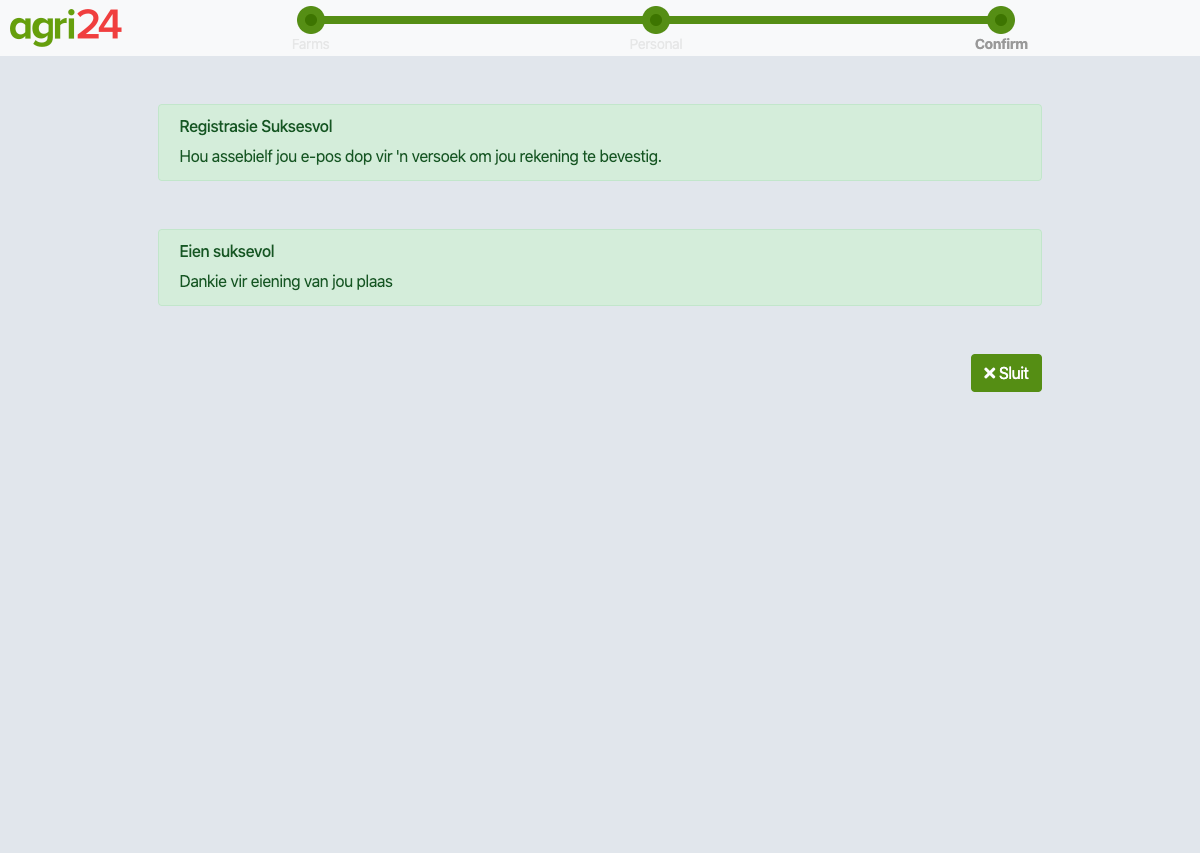 agri24
Farms
Personal
Confirm
Registrasie Suksesvol
Hou assebielf jou e-pos dop vir 'n versoek om jou rekening te bevestig.
Eien suksevol
Dankie vir eiening van jou plaas
Sluit